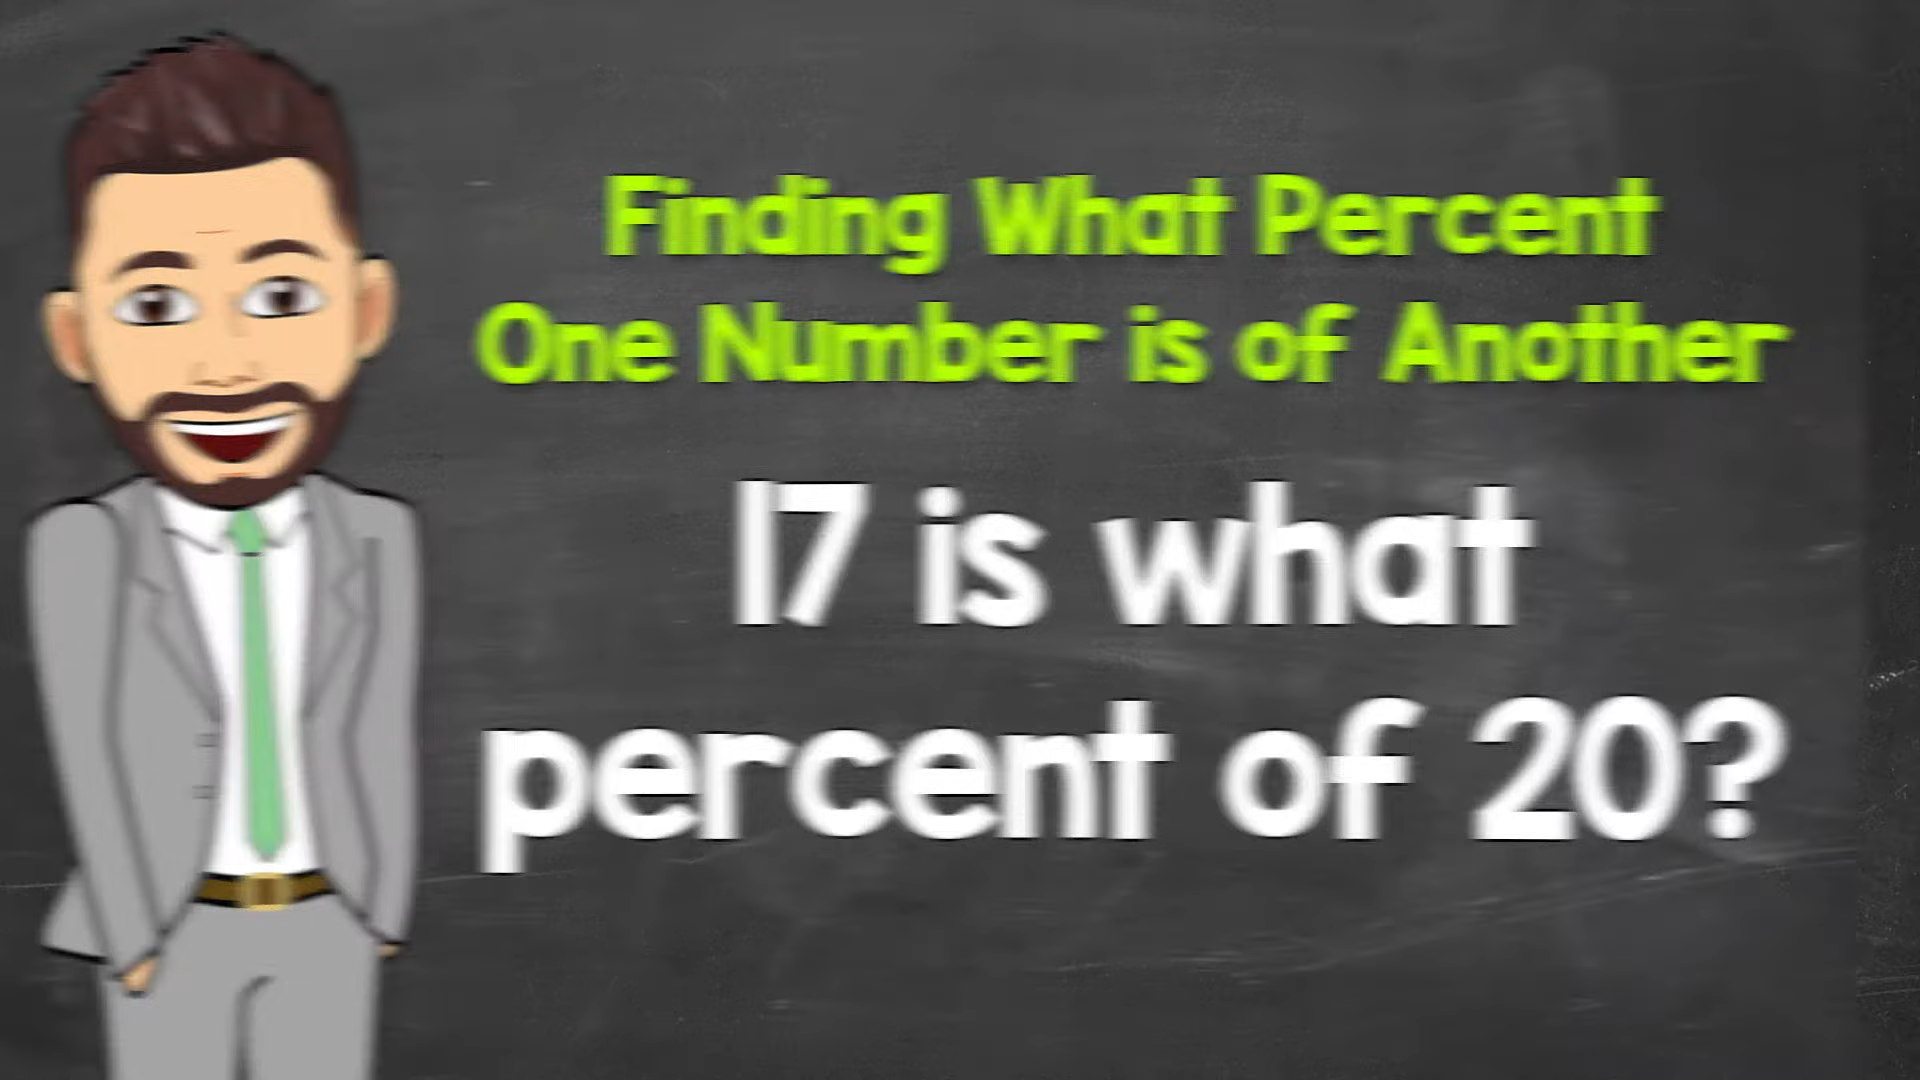 Finding What Percent
One Number is of Another
17 is what
percent of 20?